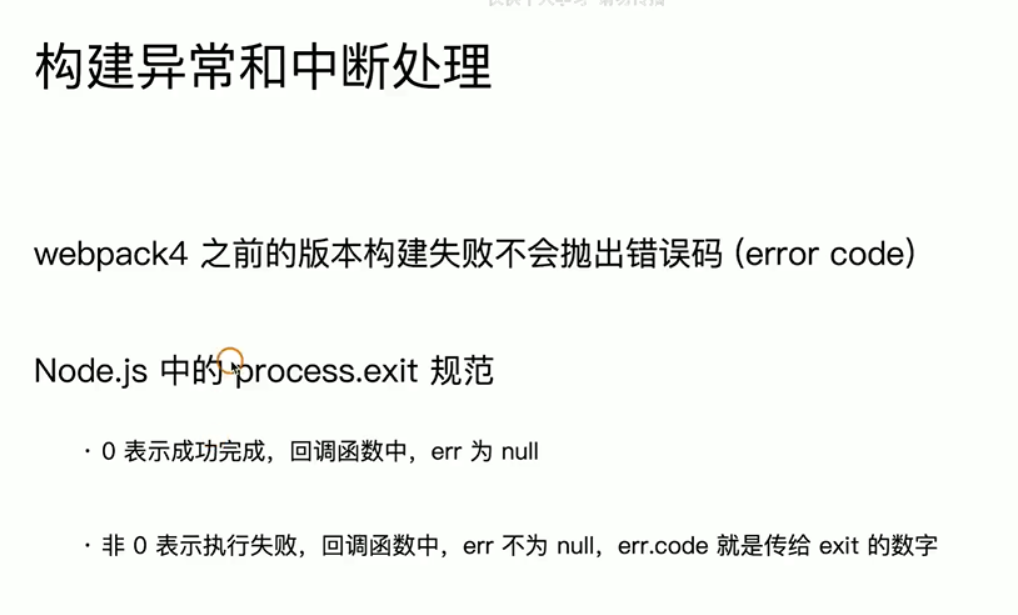 构建异常和中断处理
webpack4 之前的版本构建失败不会抛出错误码 (error code)
Node.js 中的 process.exit 规范
· 0 表示成功完成，回调函数中，err 为 null
· 非 0 表示执行失败，回调函数中，err 不为 null，err.code 就是传给 exit 的数字